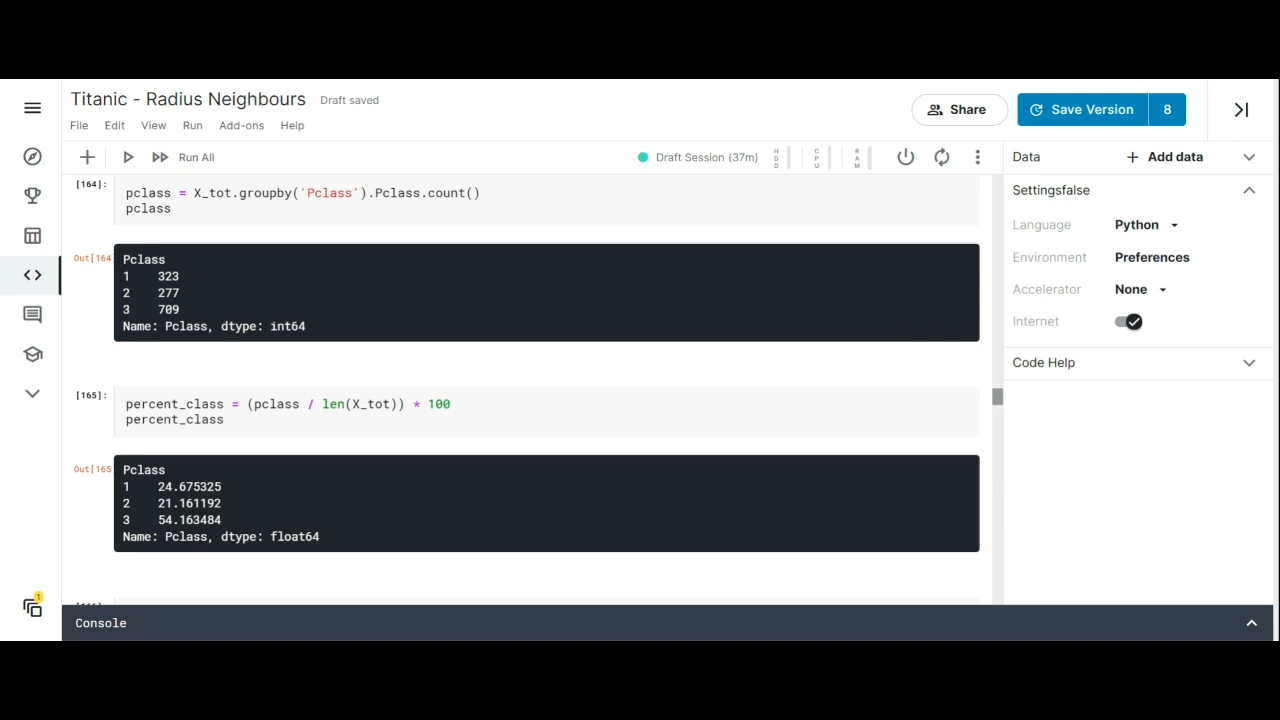 Titanic - Radius Neighbours Draft saved
Share
Save Version 8
File Edit View Run Add-ons Help
Run All
Draft Session (37m)
HDD
CPU
RAM
Data
Add data
Settingsfalse
Language Python
Environment Preferences
Accelerator None
Internet
Code Help
[164]:
pclass = X_tot.groupby('Pclass').Pclass.count()
pclass
Out[164
Pclass
1 323
2 277
3 709
Name: Pclass, dtype: int64
[165]:
percent_class = (pclass / len(X_tot)) * 100
percent_class
Out[165
Pclass
1 24.675325
2 21.161192
3 54.163484
Name: Pclass, dtype: float64
1
Console